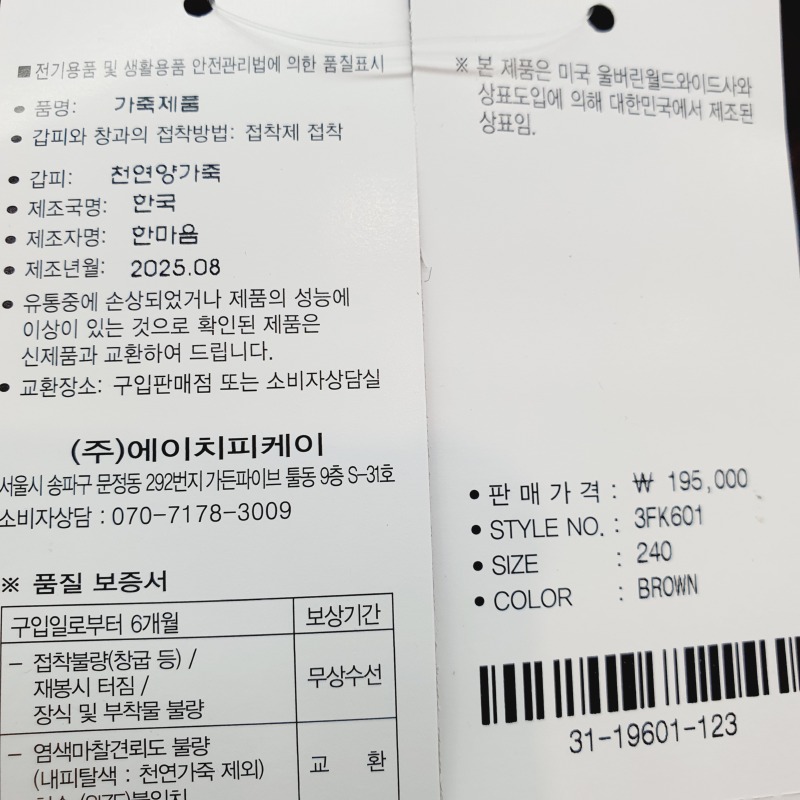 ■ 전기용품 및 생활용품 안전관리법에 의한 품질표시
● 품명: 가죽제품
● 갑피와 창과의 접착방법: 접착제 접착
● 갑피: 천연양가죽
● 제조국명: 한국
● 제조자명: 한마음
● 제조년월: 2025.08
● 유통중에 손상되었거나 제품의 성능에
이상이 있는 것으로 확인된 제품은
신제품과 교환하여 드립니다.
● 교환장소: 구입판매점 또는 소비자상담실
(주)에이치피케이
서울시 송파구 문정동 292번지 가든파이브 툴동 9층 S-31호
소비자상담 : 070-7178-3009
※ 품질 보증서
구입일로부터 6개월 보상기간
- 접착불량(창굽 등) /
재봉시 터짐 /
장식 및 부착물 불량
무상수선
- 염색마찰견뢰도 불량
(내피탈색 : 천연가죽 제외)
교 환
※ 본 제품은 미국 울버린월드와이드사와
상표도입에 의해 대한민국에서 제조된
상표임.
● 판매가격 : ₩ 195,000
● STYLE NO. : 3FK601
● SIZE : 240
● COLOR : BROWN
31-19601-123